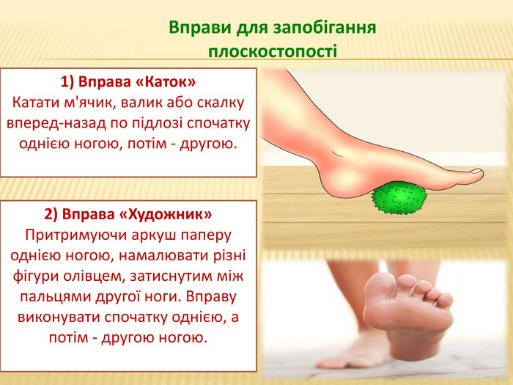 Вправи для запобігання
плоскостопості
1) Вправа «Каток»
Катати м'ячик, валик або скалку
вперед-назад по підлозі спочатку
однією ногою, потім - другою.
2) Вправа «Художник»
Притримуючи аркуш паперу
однією ногою, намалювати різні
фігури олівцем, затиснутим між
пальцями другої ноги. Вправу
виконувати спочатку однією, а
потім - другою ногою.